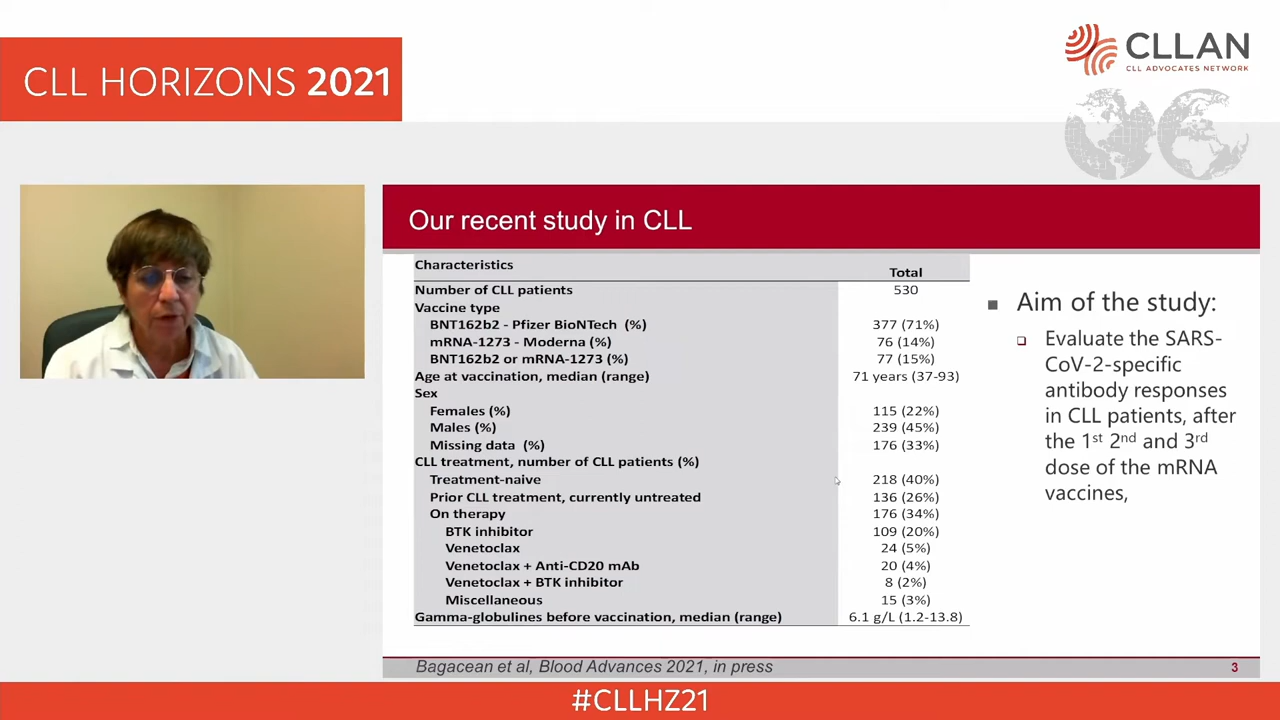 CLL HORIZONS 2021
CLLAN
CLL ADVOCATES NETWORK
Our recent study in CLL
Characteristics Total
Number of CLL patients 530
Vaccine type
BNT162b2 - Pfizer BioNTech (%) 377 (71%)
mRNA-1273 - Moderna (%) 76 (14%)
BNT162b2 or mRNA-1273 (%) 77 (15%)
Age at vaccination, median (range) 71 years (37-93)
Sex
Females (%) 115 (22%)
Males (%) 239 (45%)
Missing data (%) 176 (33%)
CLL treatment, number of CLL patients (%)
Treatment-naive 218 (40%)
Prior CLL treatment, currently untreated 136 (26%)
On therapy 176 (34%)
BTK inhibitor 109 (20%)
Venetoclax 24 (5%)
Venetoclax + Anti-CD20 mAb 20 (4%)
Venetoclax + BTK inhibitor 8 (2%)
Miscellaneous 15 (3%)
Gamma-globulines before vaccination, median (range) 6.1 g/L (1.2-13.8)
Aim of the study:
Evaluate the SARS-
CoV-2-specific
antibody responses
in CLL patients, after
the 1st 2nd and 3rd
dose of the mRNA
vaccines,
Bagacean et al, Blood Advances 2021, in press
3
#CLLHZ21